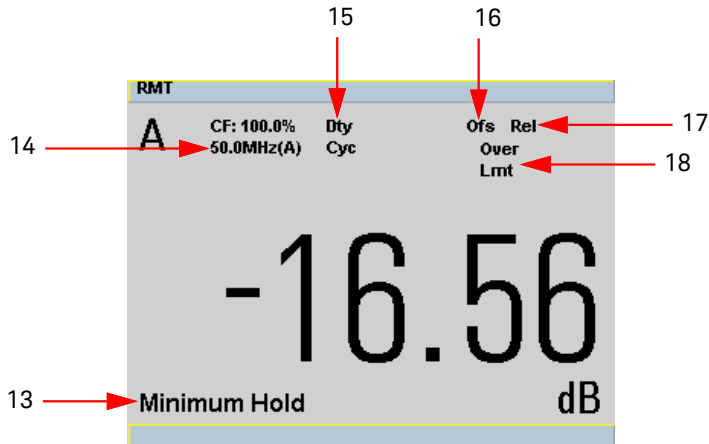 15
16
RMT
A
CF: 100.0%
Dty
Ofs Rel
17
14
50.0MHz(A)
Cyc
Over
Lmt
18
-16.56
13
Minimum Hold
dB